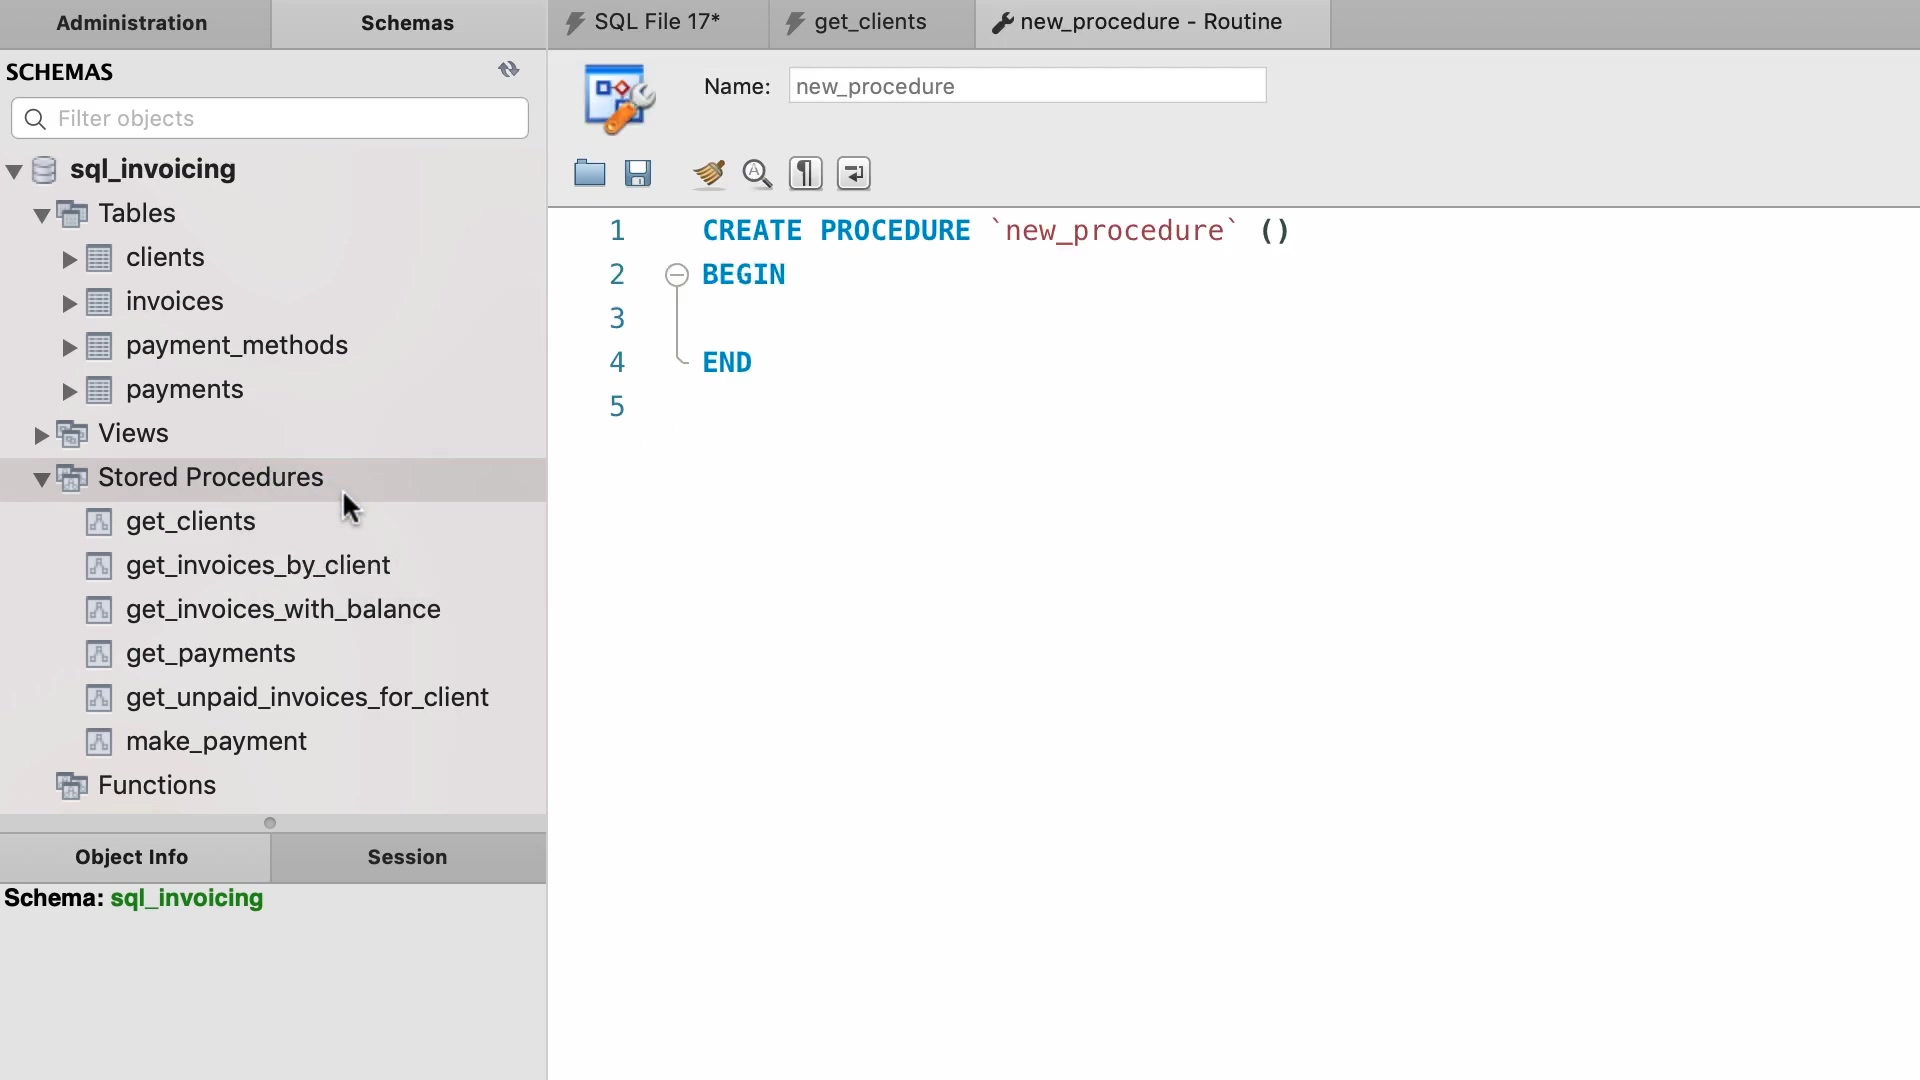 Administration
Schemas
SQL File 17*
get_clients
new_procedure - Routine
SCHEMAS
Filter objects
Name: new_procedure
sql_invoicing
Tables
clients
invoices
payment_methods
payments
Views
Stored Procedures
get_clients
get_invoices_by_client
get_invoices_with_balance
get_payments
get_unpaid_invoices_for_client
make_payment
Functions
1 CREATE PROCEDURE `new_procedure` ()
2 BEGIN
3
4 END
5
Object Info
Session
Schema: sql_invoicing